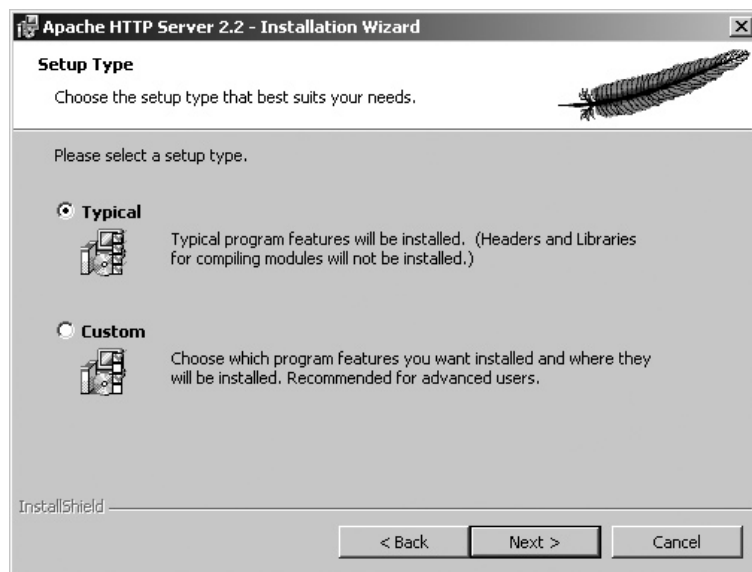 Apache HTTP Server 2.2 - Installation Wizard
Setup Type
Choose the setup type that best suits your needs.
Please select a setup type.
Typical
Typical program features will be installed. (Headers and Libraries
for compiling modules will not be installed.)
Custom
Choose which program features you want installed and where they
will be installed. Recommended for advanced users.
InstallShield
< Back
Next >
Cancel